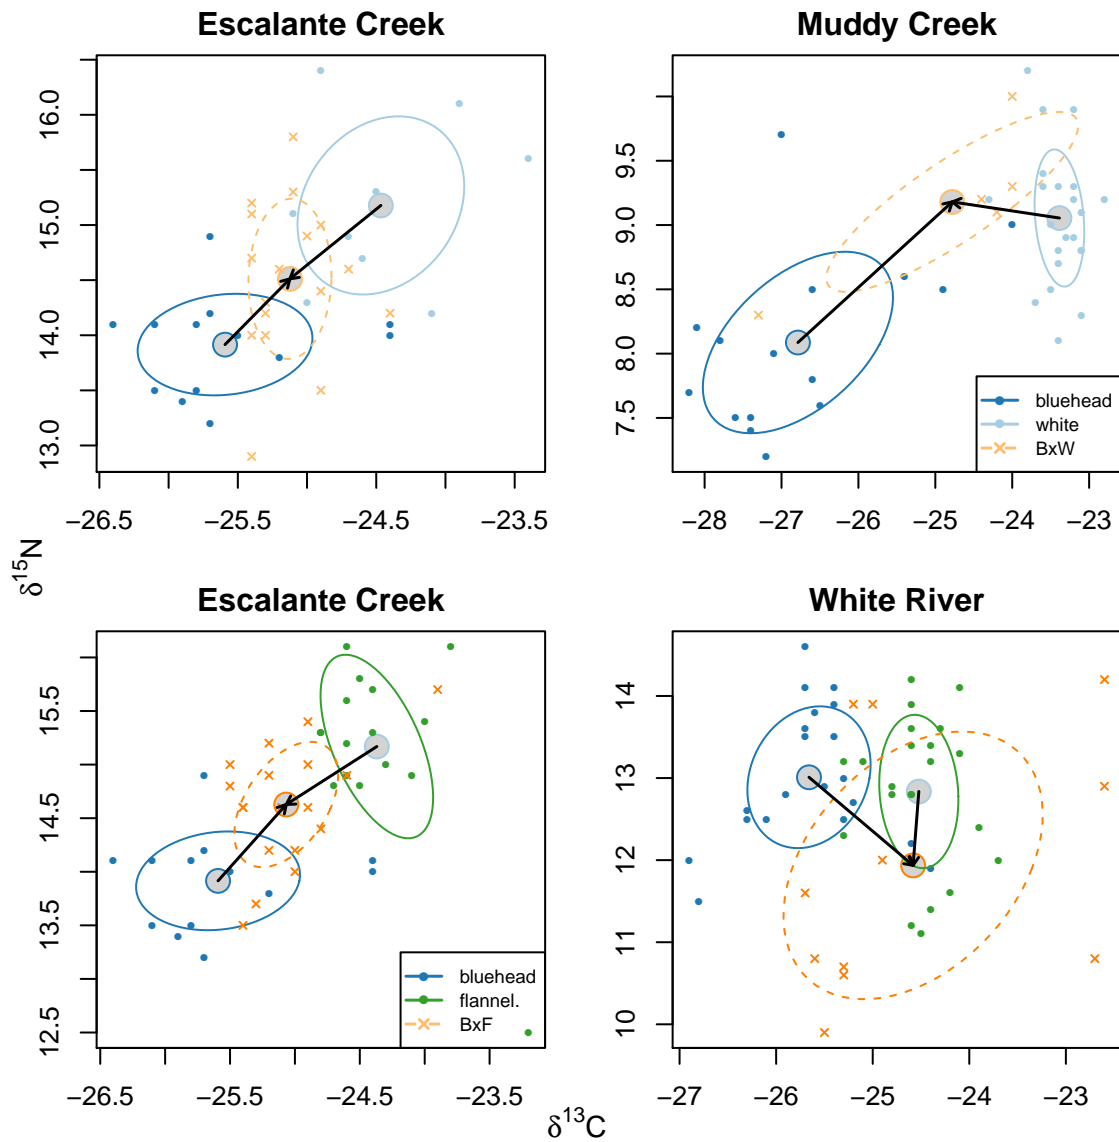 Escalante Creek
16.0
15.0
14.0
13.0
−26.5 −25.5 −24.5 −23.5
Muddy Creek
9.5
9.0
8.5
8.0
7.5
bluehead
white
BxW
−28 −27 −26 −25 −24 −23
δ15N
Escalante Creek
15.5
14.5
13.5
12.5
bluehead
flannel.
BxF
−26.5 −25.5 −24.5 −23.5
White River
14
13
12
11
10
−27 −26 −25 −24 −23
δ13C